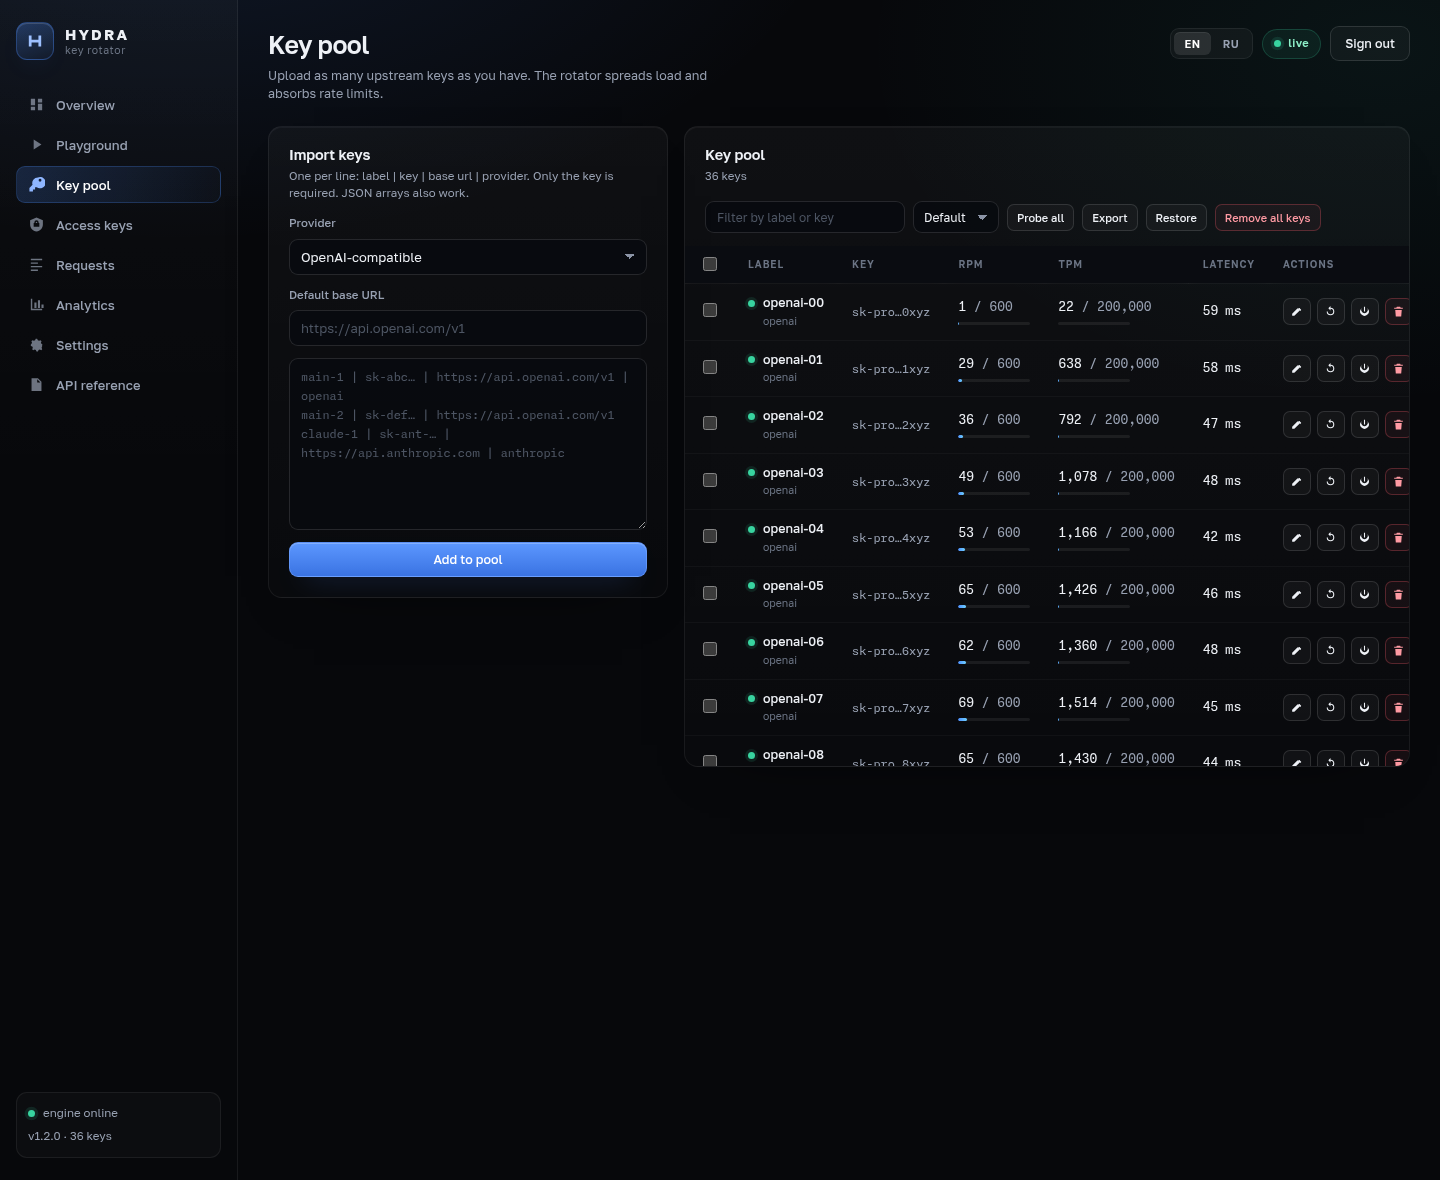 HYDRA
key rotator
Overview
Playground
Key pool
Access keys
Requests
Analytics
Settings
API reference
engine online
v1.2.0 · 36 keys
Key pool
Upload as many upstream keys as you have. The rotator spreads load and
absorbs rate limits.
EN RU
live
Sign out
Import keys
One per line: label | key | base url | provider. Only the key is
required. JSON arrays also work.
Provider
OpenAI-compatible
Default base URL
https://api.openai.com/v1
main-1 | sk-abc… | https://api.openai.com/v1 |
openai
main-2 | sk-def… | https://api.openai.com/v1
claude-1 | sk-ant-… |
https://api.anthropic.com | anthropic
Add to pool
Key pool
36 keys
Filter by label or key Default Probe all Export Restore Remove all keys
LABEL KEY RPM TPM LATENCY ACTIONS
openai-00 sk-pro…0xyz 1 / 600 22 / 200,000 59 ms
openai
openai-01 sk-pro…1xyz 29 / 600 638 / 200,000 58 ms
openai
openai-02 sk-pro…2xyz 36 / 600 792 / 200,000 47 ms
openai
openai-03 sk-pro…3xyz 49 / 600 1,078 / 200,000 48 ms
openai
openai-04 sk-pro…4xyz 53 / 600 1,166 / 200,000 42 ms
openai
openai-05 sk-pro…5xyz 65 / 600 1,426 / 200,000 46 ms
openai
openai-06 sk-pro…6xyz 62 / 600 1,360 / 200,000 48 ms
openai
openai-07 sk-pro…7xyz 69 / 600 1,514 / 200,000 45 ms
openai
openai-08 sk-pro…8xyz 65 / 600 1,430 / 200,000 44 ms